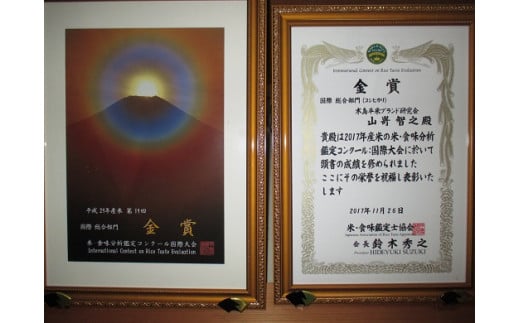 平成29年産米 第19回
国際 総合部門 金賞
米・食味分析鑑定コンクール国際大会
International Contest on Rice Taste Evaluation
International Contest on Rice Taste Evaluation
金賞
国際 総合部門(コシヒカリ)
木島平米ブランド研究会
山嵜 智之殿
貴殿は2017年産米の米・食味分析
鑑定コンクール:国際大会に於いて
頭書の成績を修められました
ここにその栄誉を祝福し表彰いた
します
2017年11月26日
米・食味鑑定士協会
会長 鈴木秀之
President HIDEYUKI SUZUKI